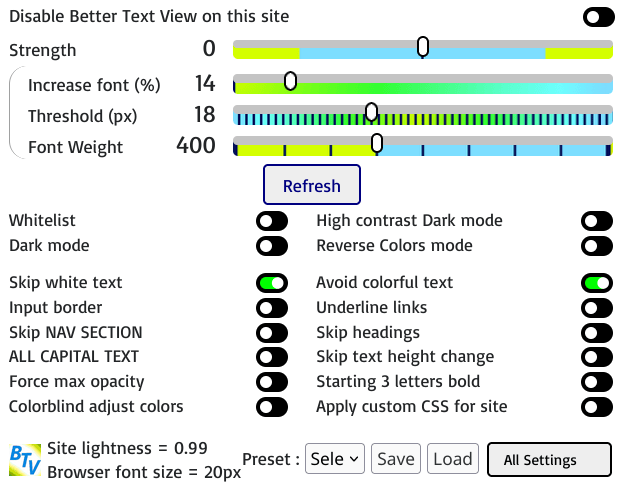 Disable Better Text View on this site
Strength 0
Increase font (%) 14
Threshold (px) 18
Font Weight 400
Refresh
Whitelist High contrast Dark mode
Dark mode Reverse Colors mode
Skip white text Avoid colorful text
Input border Underline links
Skip NAV SECTION Skip headings
ALL CAPITAL TEXT Skip text height change
Force max opacity Starting 3 letters bold
Colorblind adjust colors Apply custom CSS for site
BTV Site lightness = 0.99
Browser font size = 20px
Preset : Sele Save Load All Settings